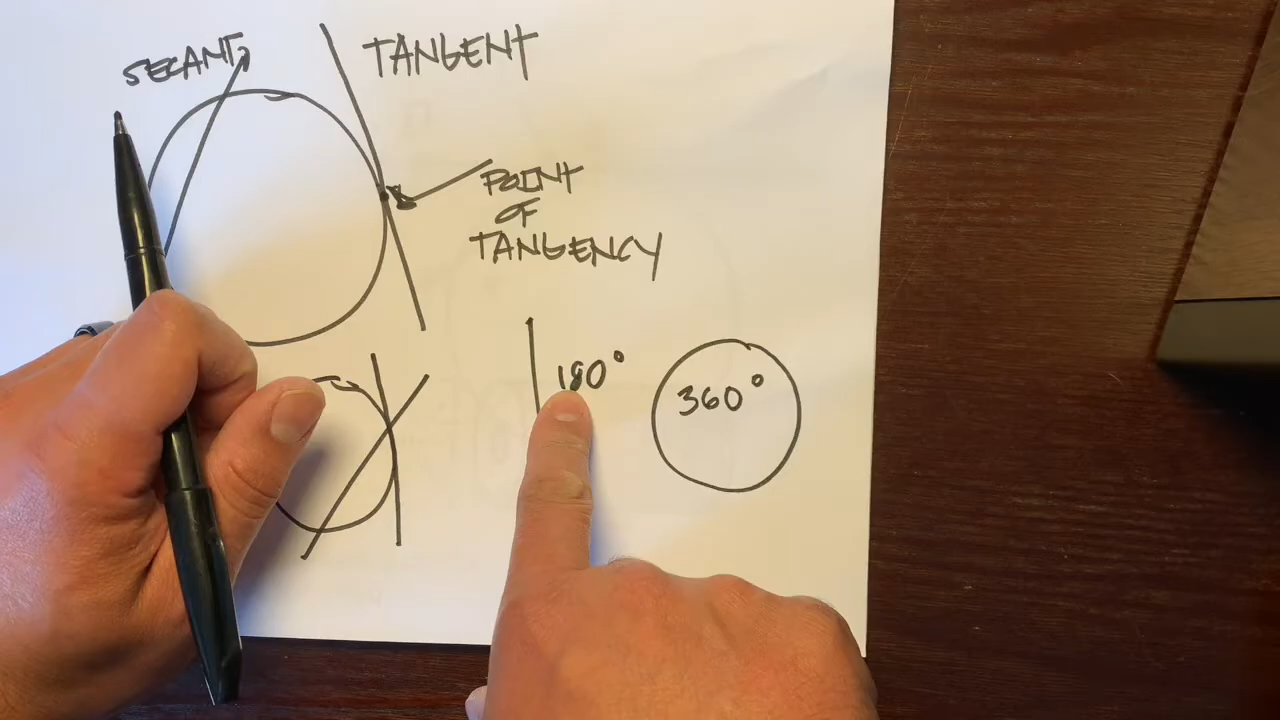 SECANT
TANGENT
POINT
OF
TANGENCY
180°
360°